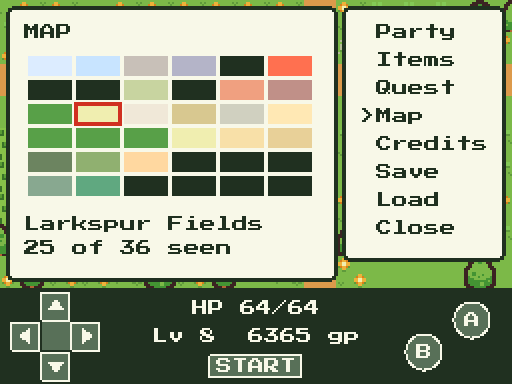 MAP
Larkspur Fields
25 of 36 seen
Party
Items
Quest
>Map
Credits
Save
Load
Close
HP 64/64
Lv 8 6365 gp
START
B
A